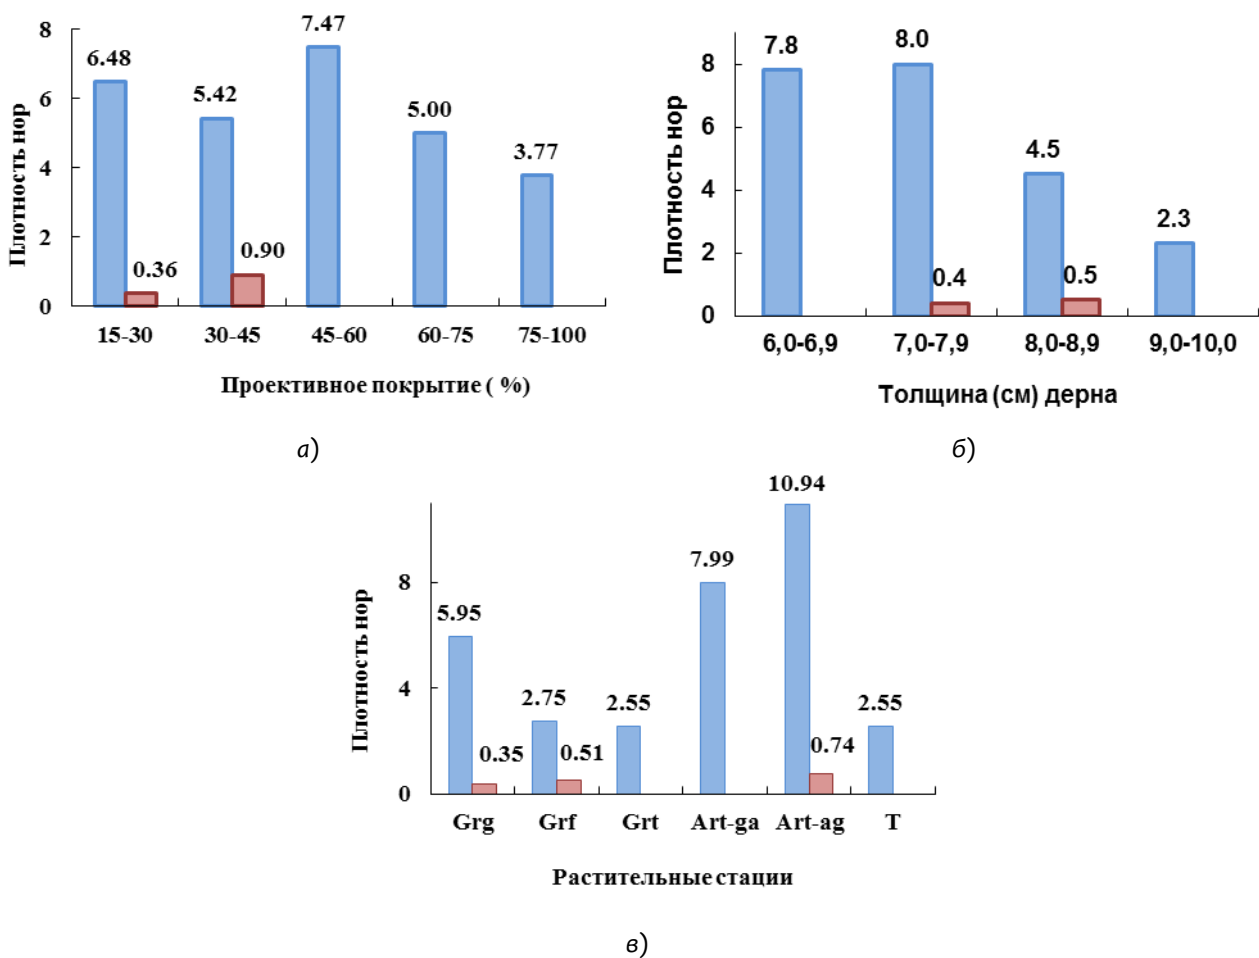 Плотность нор
8
6
4
2
0
6.48
0.36
5.42
0.90
7.47
5.00
3.77
15-30 30-45 45-60 60-75 75-100
Проективное покрытие ( %)
а)
Плотность нор
8
6
4
2
0
7.8
8.0
0.4
4.5
0.5
2.3
6,0-6,9 7,0-7,9 8,0-8,9 9,0-10,0
Толщина (см) дерна
б)
Плотность нор
8
4
0
5.95
0.35
2.75
0.51
2.55
7.99
10.94
0.74
2.55
Grg Grf Grt Art-ga Art-ag T
Растительные стации
в)